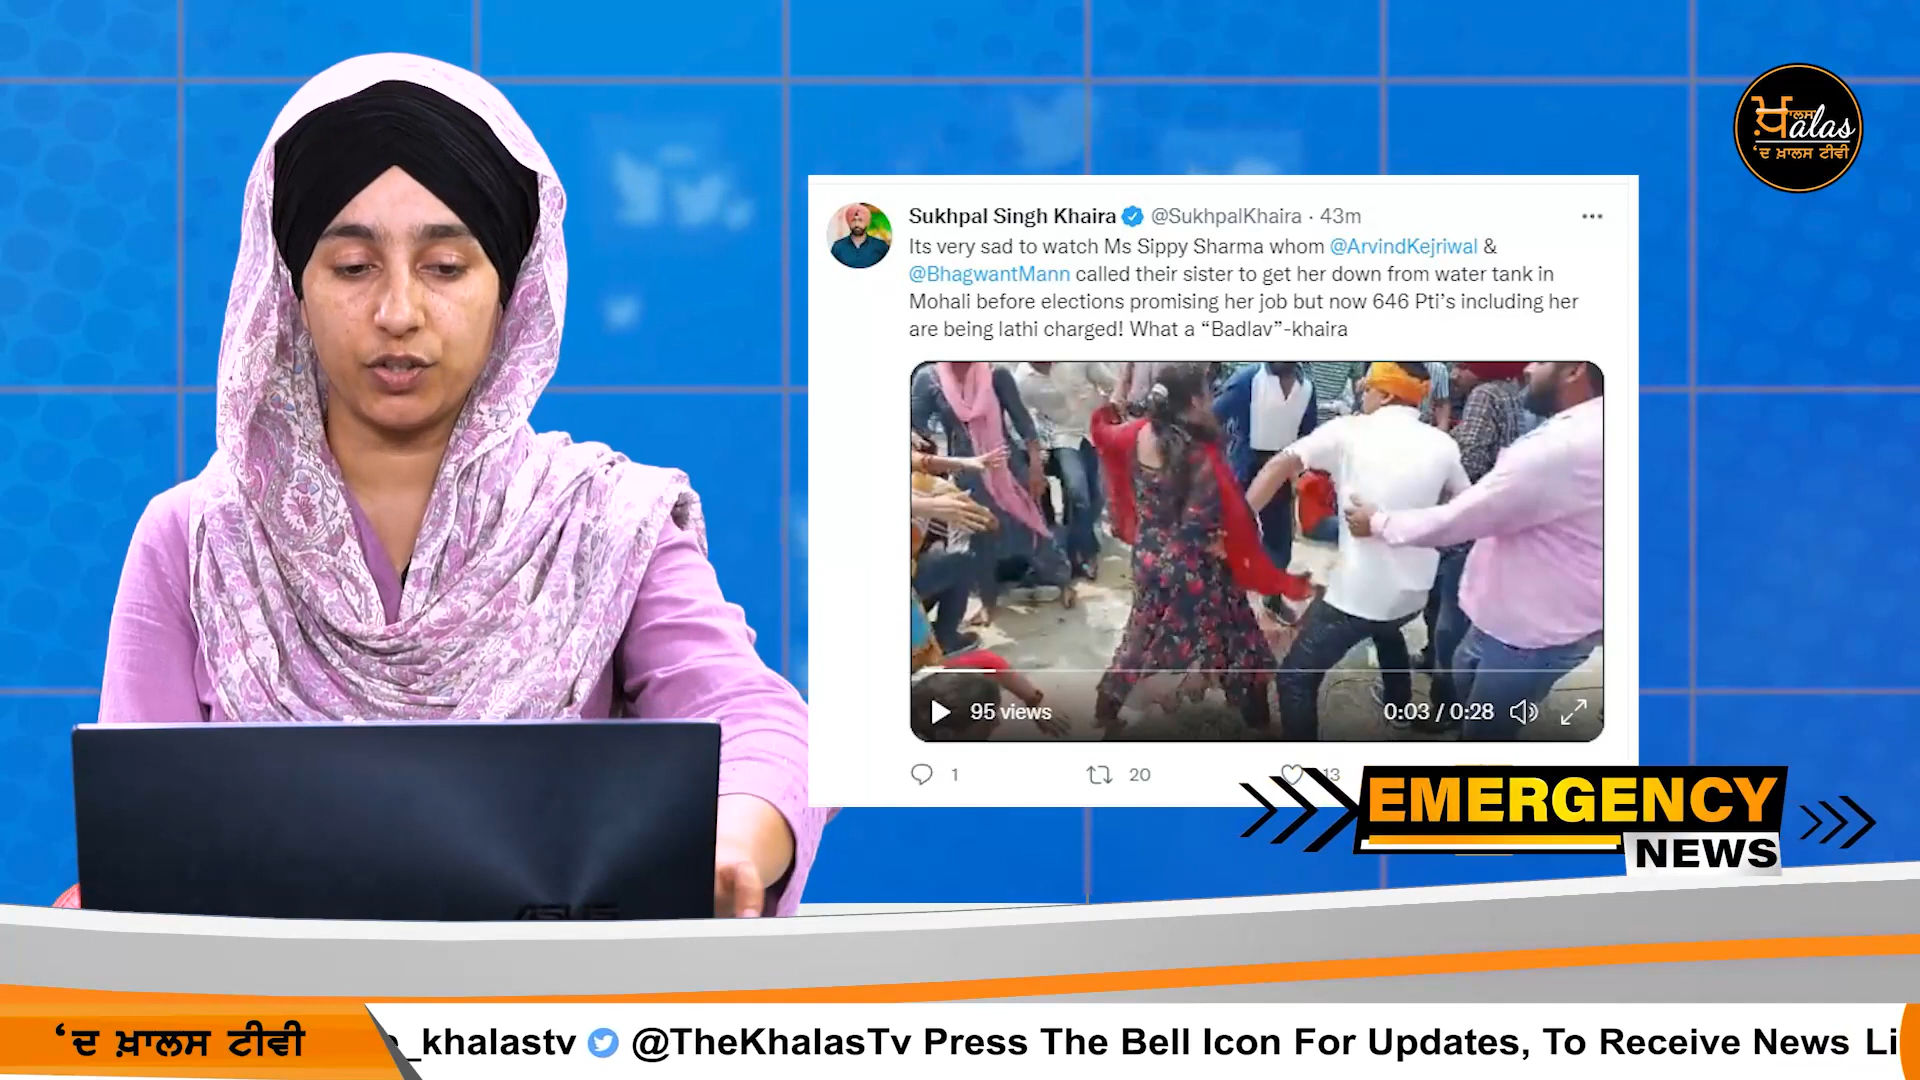 ਖ਼ਾਲਸ
alas
‘ਦ ਖ਼ਾਲਸ ਟੀਵੀ
Sukhpal Singh Khaira @SukhpalKhaira · 43m
Its very sad to watch Ms Sippy Sharma whom @ArvindKejriwal &
@BhagwantMann called their sister to get her down from water tank in
Mohali before elections promising her job but now 646 Pti’s including her
are being lathi charged! What a “Badlav”-khaira
95 views
0:03 / 0:28
1
20
13
EMERGENCY
NEWS
ASUS
‘ਦ ਖ਼ਾਲਸ ਟੀਵੀ
_khalastv @TheKhalasTv Press The Bell Icon For Updates, To Receive News Li